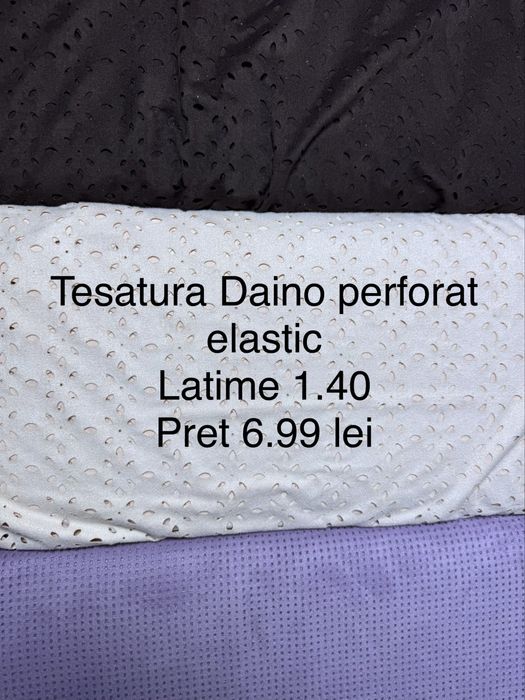 Tesatura Daino perforat
elastic
Latime 1.40
Pret 6.99 lei